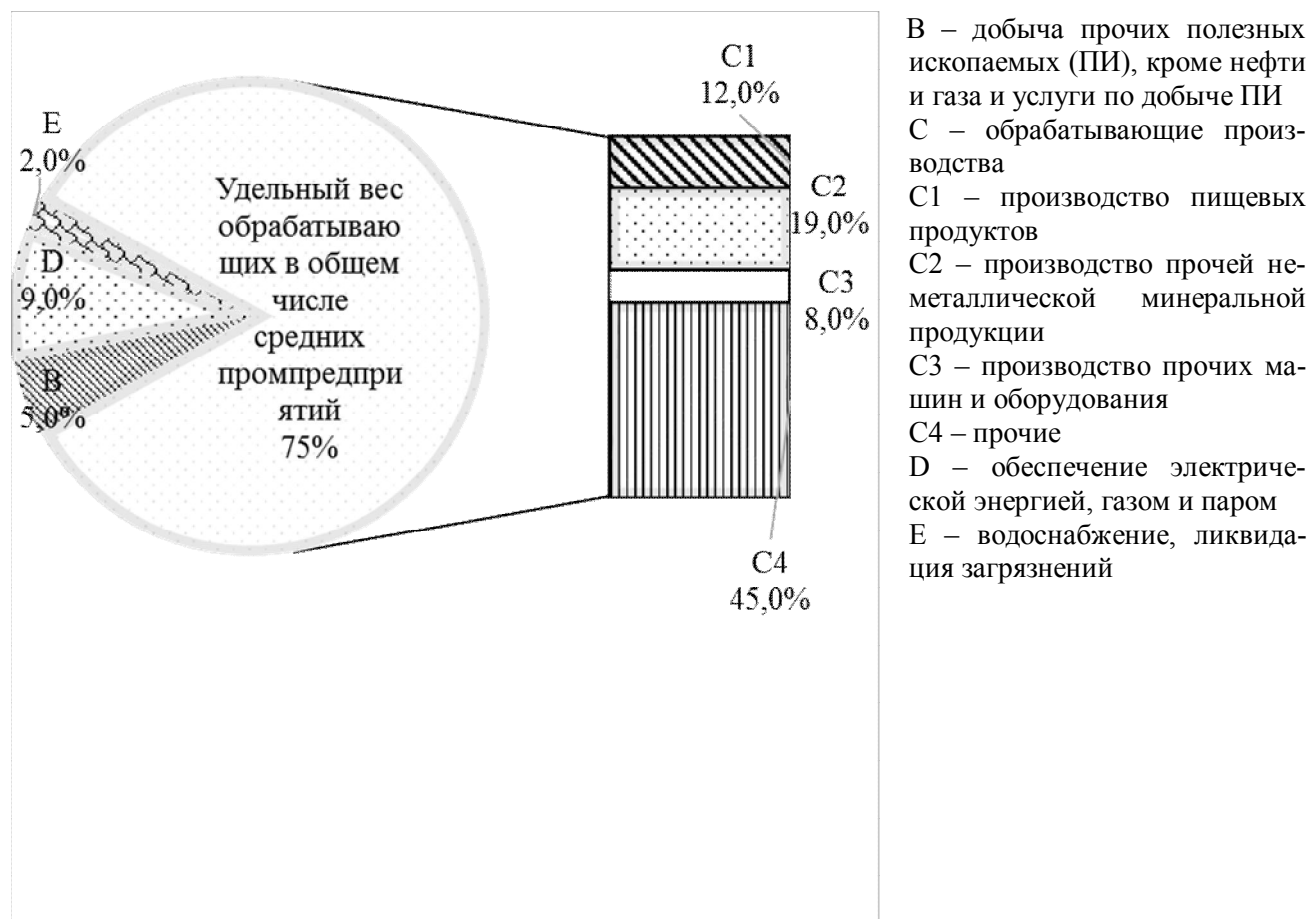 C1
12,0%
E
2,0%
C2
19,0%
Удельный вес
обрабатываю
щих в общем
числе
средних
промпредпри
ятий
75%
D
9,0%
C3
8,0%
B
5,0%
C4
45,0%
B – добыча прочих полезных
ископаемых (ПИ), кроме нефти
и газа и услуги по добыче ПИ
C – обрабатывающие произ-
водства
C1 – производство пищевых
продуктов
C2 – производство прочей не-
металлической минеральной
продукции
C3 – производство прочих ма-
шин и оборудования
C4 – прочие
D – обеспечение электриче-
ской энергией, газом и паром
E – водоснабжение, ликвида-
ция загрязнений